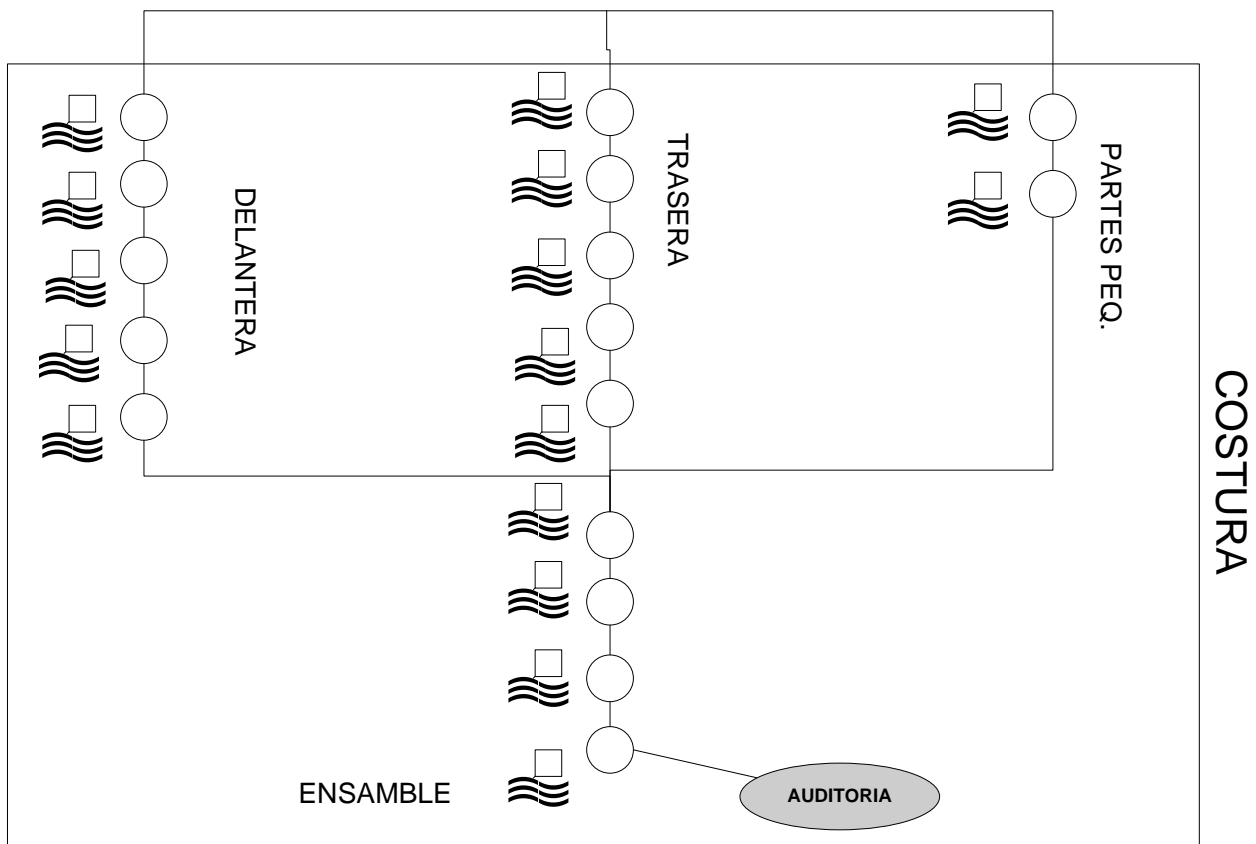 DELANTERA
TRASERA
PARTES PEQ.
COSTURA
ENSAMBLE
AUDITORIA